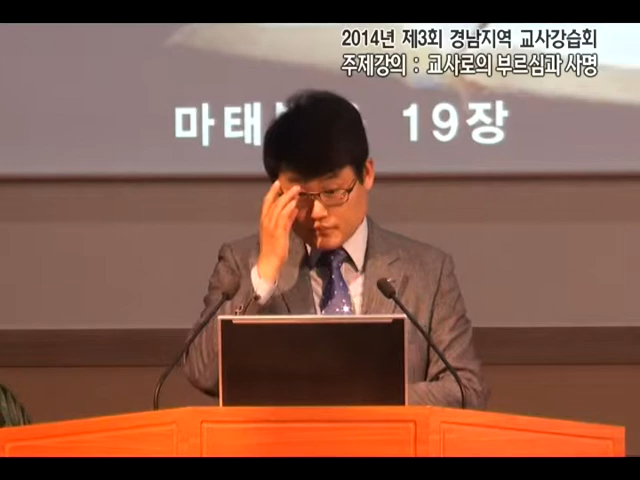 2014년 제3회 경남지역 교사강습회
주제강의 : 교사로의 부르심과 사명
마태 19장